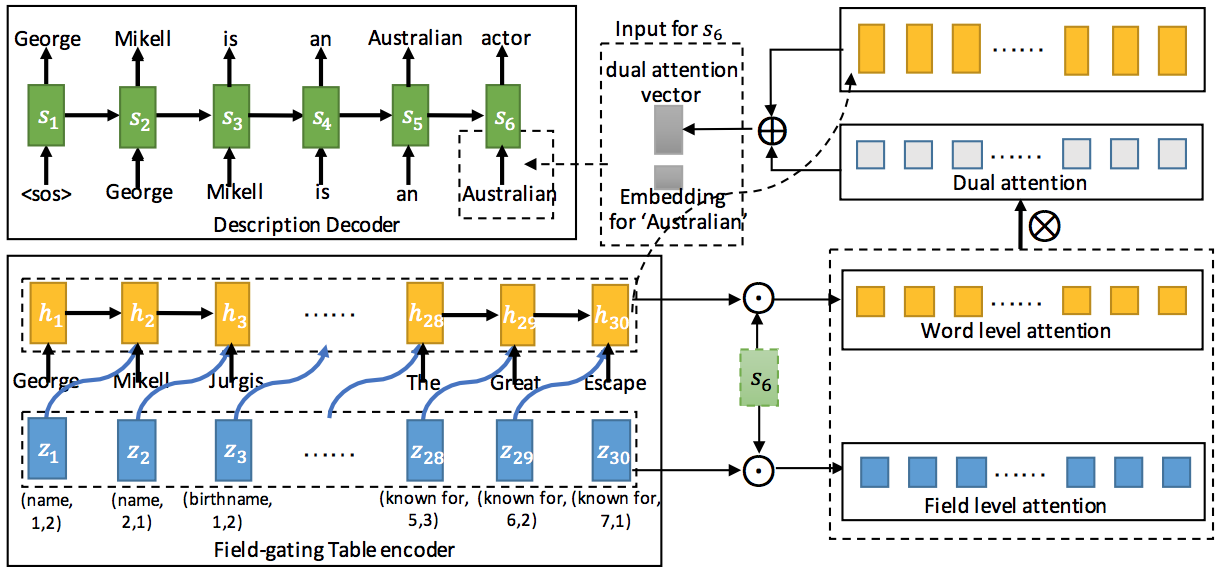 George Mikell is an Australian actor
s1 s2 s3 s4 s5 s6
<sos> George Mikell is an Australian
Description Decoder
Input for s6
dual attention
vector
Embedding
for ‘Australian’
......
......
Dual attention
h1 h2 h3 ...... h28 h29 h30
George Mikell Jurgis The Great Escape
z1 z2 z3 ...... z28 z29 z30
(name, (name, (birthname, (known for, (known for, (known for,
1,2) 2,1) 1,2) 5,3) 6,2) 7,1)
Field-gating Table encoder
s6
......
Word level attention
......
Field level attention